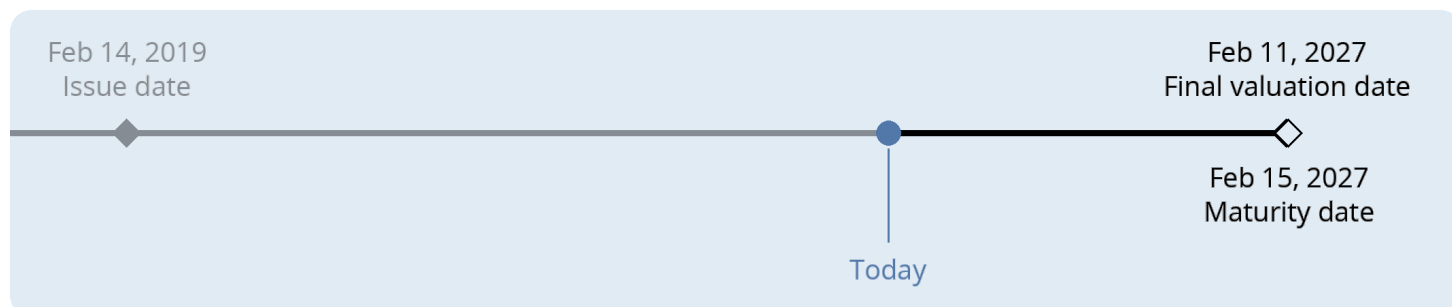 Feb 14, 2019
Issue date
Feb 11, 2027
Final valuation date
Feb 15, 2027
Maturity date
Today